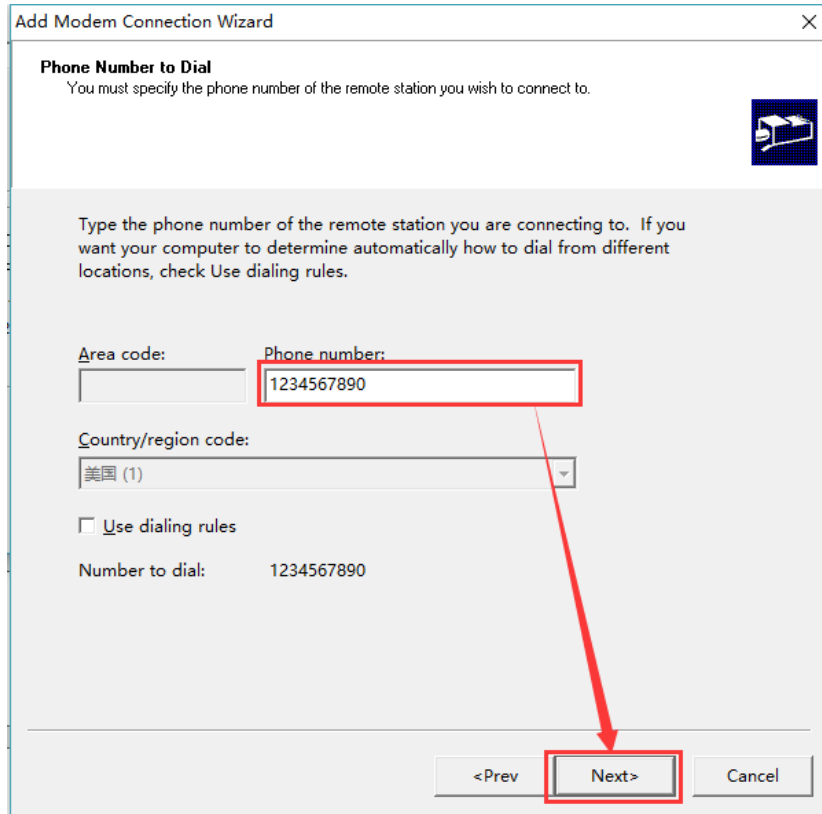 Add Modem Connection Wizard
Phone Number to Dial
You must specify the phone number of the remote station you wish to connect to.
Type the phone number of the remote station you are connecting to. If you
want your computer to determine automatically how to dial from different
locations, check Use dialing rules.
Area code: Phone number:
1234567890
Country/region code:
美国 (1)
Use dialing rules
Number to dial: 1234567890
<Prev Next> Cancel